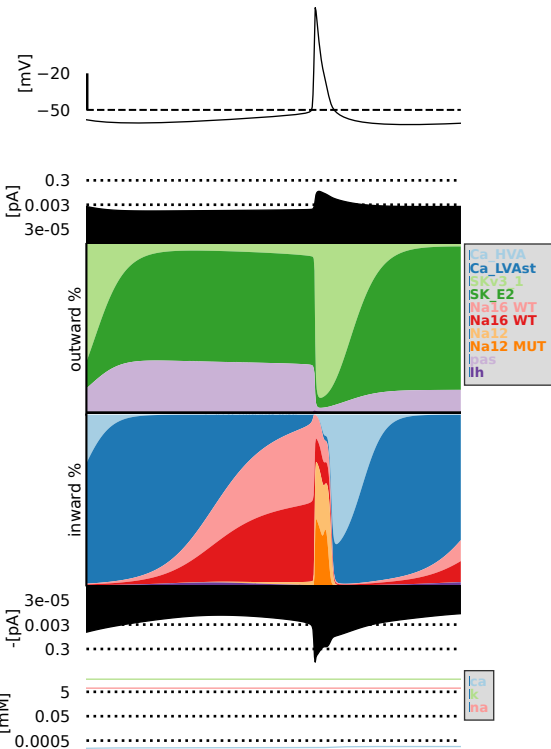 [mV]
−20
−50
[pA]
0.3
0.003
3e-05
outward %
Ca_HVA
Ca_LVAst
SKv3_1
SK_E2
Na16 WT
Na16 WT
Na12
Na12 MUT
pas
Ih
inward %
-[pA]
3e-05
0.003
0.3
[mM]
5
0.05
0.0005
ca
k
na